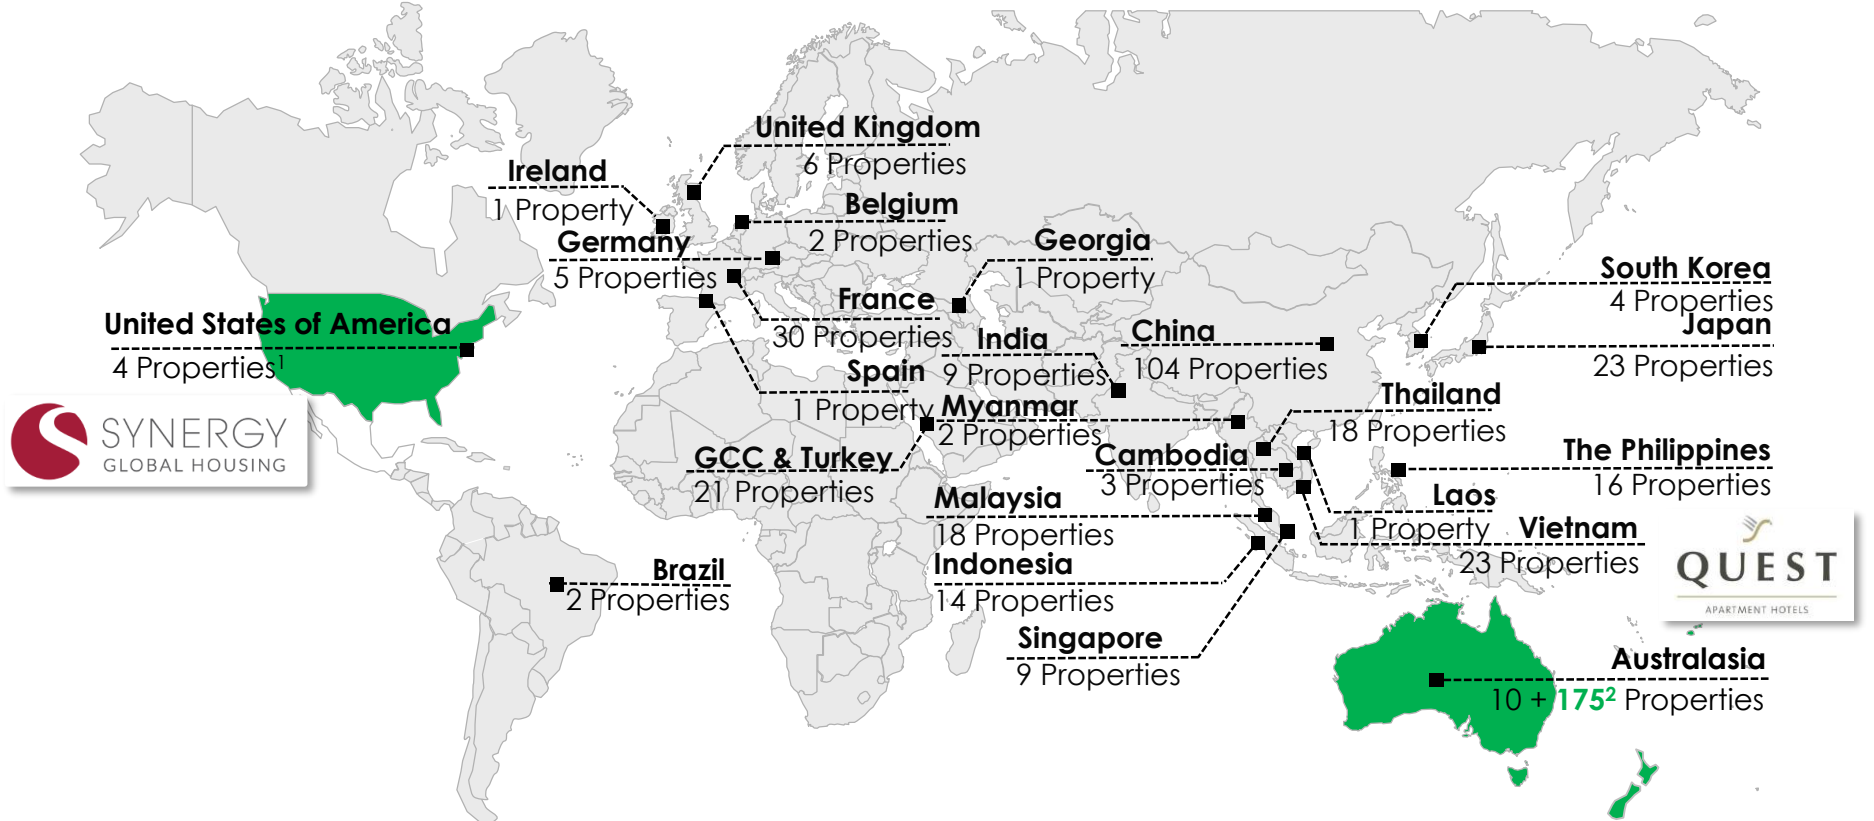 United Kingdom
6 Properties
Ireland
1 Property
Belgium
2 Properties
Germany
5 Properties
Georgia
1 Property
South Korea
4 Properties
France
30 Properties
United States of America
4 Properties¹
India
9 Properties
China
104 Properties
Japan
23 Properties
Spain
1 Property
Myanmar
2 Properties
Thailand
18 Properties
SYNERGY
GLOBAL HOUSING
GCC & Turkey
21 Properties
Cambodia
3 Properties
The Philippines
16 Properties
Malaysia
18 Properties
Laos
1 Property
Vietnam
23 Properties
Indonesia
14 Properties
Brazil
2 Properties
QUEST
APARTMENT HOTELS
Singapore
9 Properties
Australasia
10 + 175² Properties